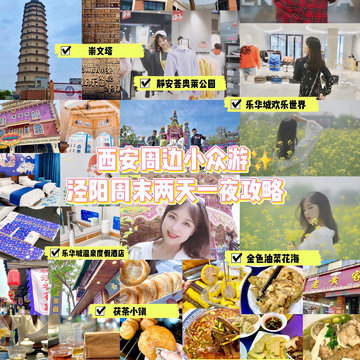 崇文塔
靜安荟奥莱公园
乐华城欢乐世界
西安周边小众游✨
泾阳周末两天一夜攻略
乐华城温泉度假酒店
金色油菜花海
茯茶小镇